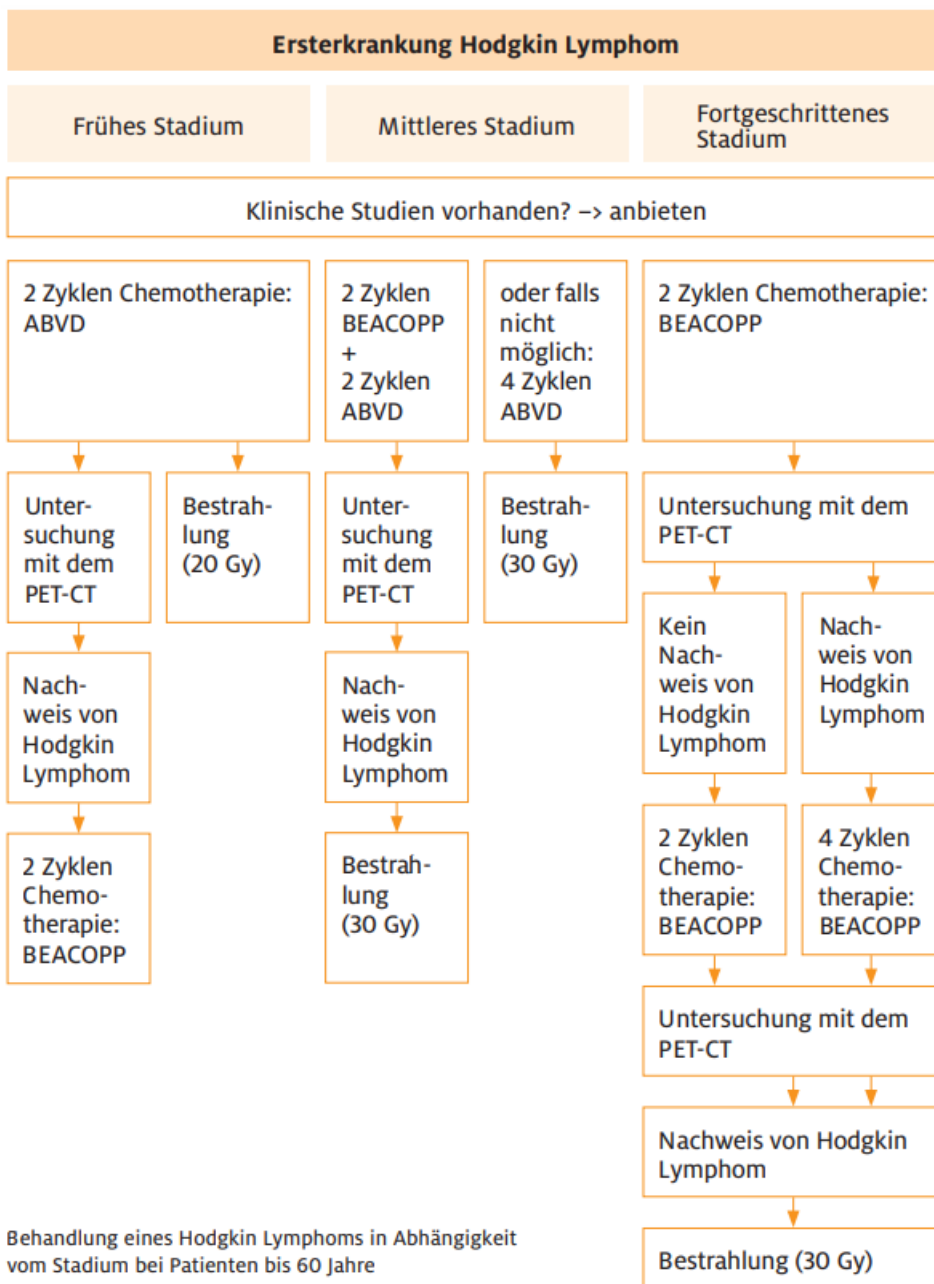 Ersterkrankung Hodgkin Lymphom
Frühes Stadium
Mittleres Stadium
Fortgeschrittenes
Stadium
Klinische Studien vorhanden? –> anbieten
2 Zyklen Chemotherapie:
ABVD
2 Zyklen
BEACOPP
+
2 Zyklen
ABVD
oder falls
nicht
möglich:
4 Zyklen
ABVD
2 Zyklen Chemotherapie:
BEACOPP
Unter-
suchung
mit dem
PET-CT
Bestrah-
lung
(20 Gy)
Unter-
suchung
mit dem
PET-CT
Bestrah-
lung
(30 Gy)
Untersuchung mit dem
PET-CT
Nach-
weis von
Hodgkin
Lymphom
Nach-
weis von
Hodgkin
Lymphom
Kein
Nach-
weis von
Hodgkin
Lymphom
Nach-
weis von
Hodgkin
Lymphom
2 Zyklen
Chemo-
therapie:
BEACOPP
Bestrah-
lung
(30 Gy)
2 Zyklen
Chemo-
therapie:
BEACOPP
4 Zyklen
Chemo-
therapie:
BEACOPP
Untersuchung mit dem
PET-CT
Nachweis von Hodgkin
Lymphom
Bestrahlung (30 Gy)
Behandlung eines Hodgkin Lymphoms in Abhängigkeit
vom Stadium bei Patienten bis 60 Jahre